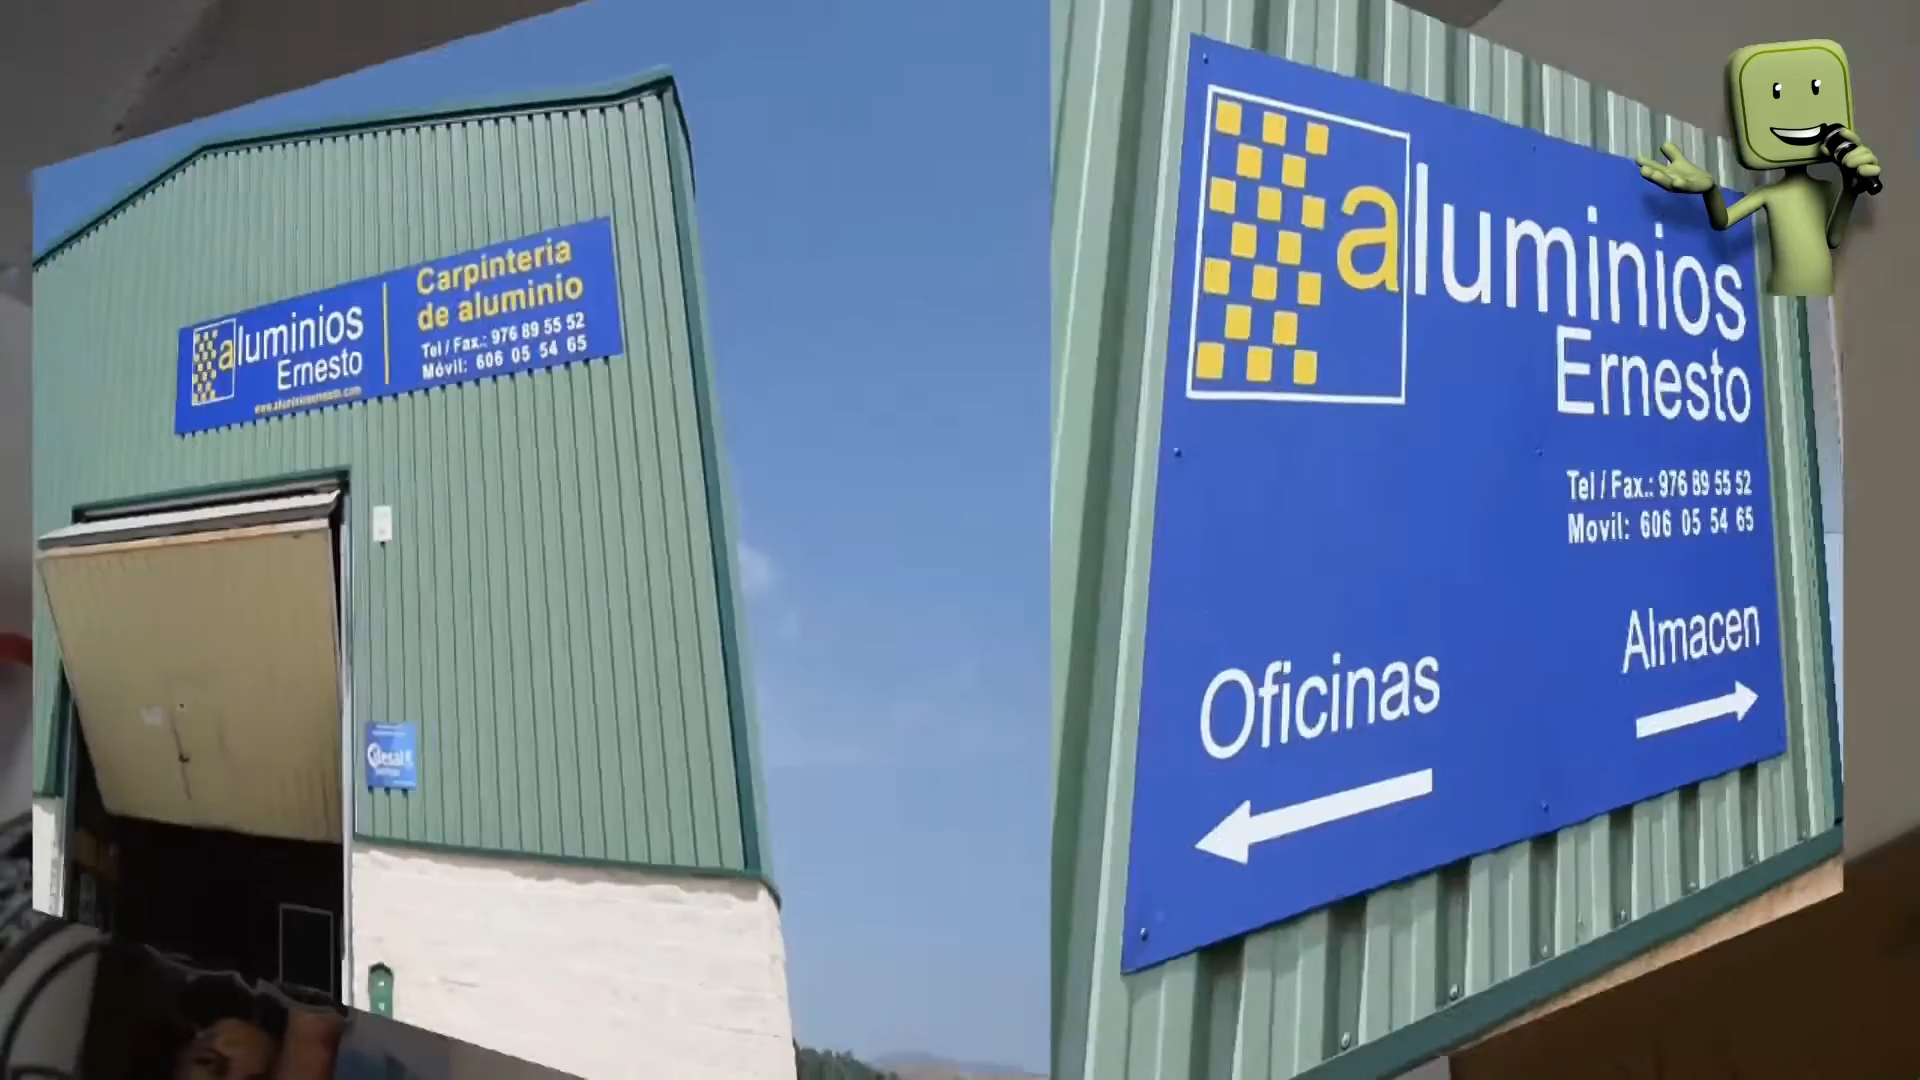 aluminios
Ernesto
Carpinteria
de aluminio
Tel / Fax.: 976 89 55 52
Móvil: 606 05 54 65
aluminios
Ernesto
Tel / Fax.: 976 89 55 52
Movil: 606 05 54 65
Oficinas
Almacen